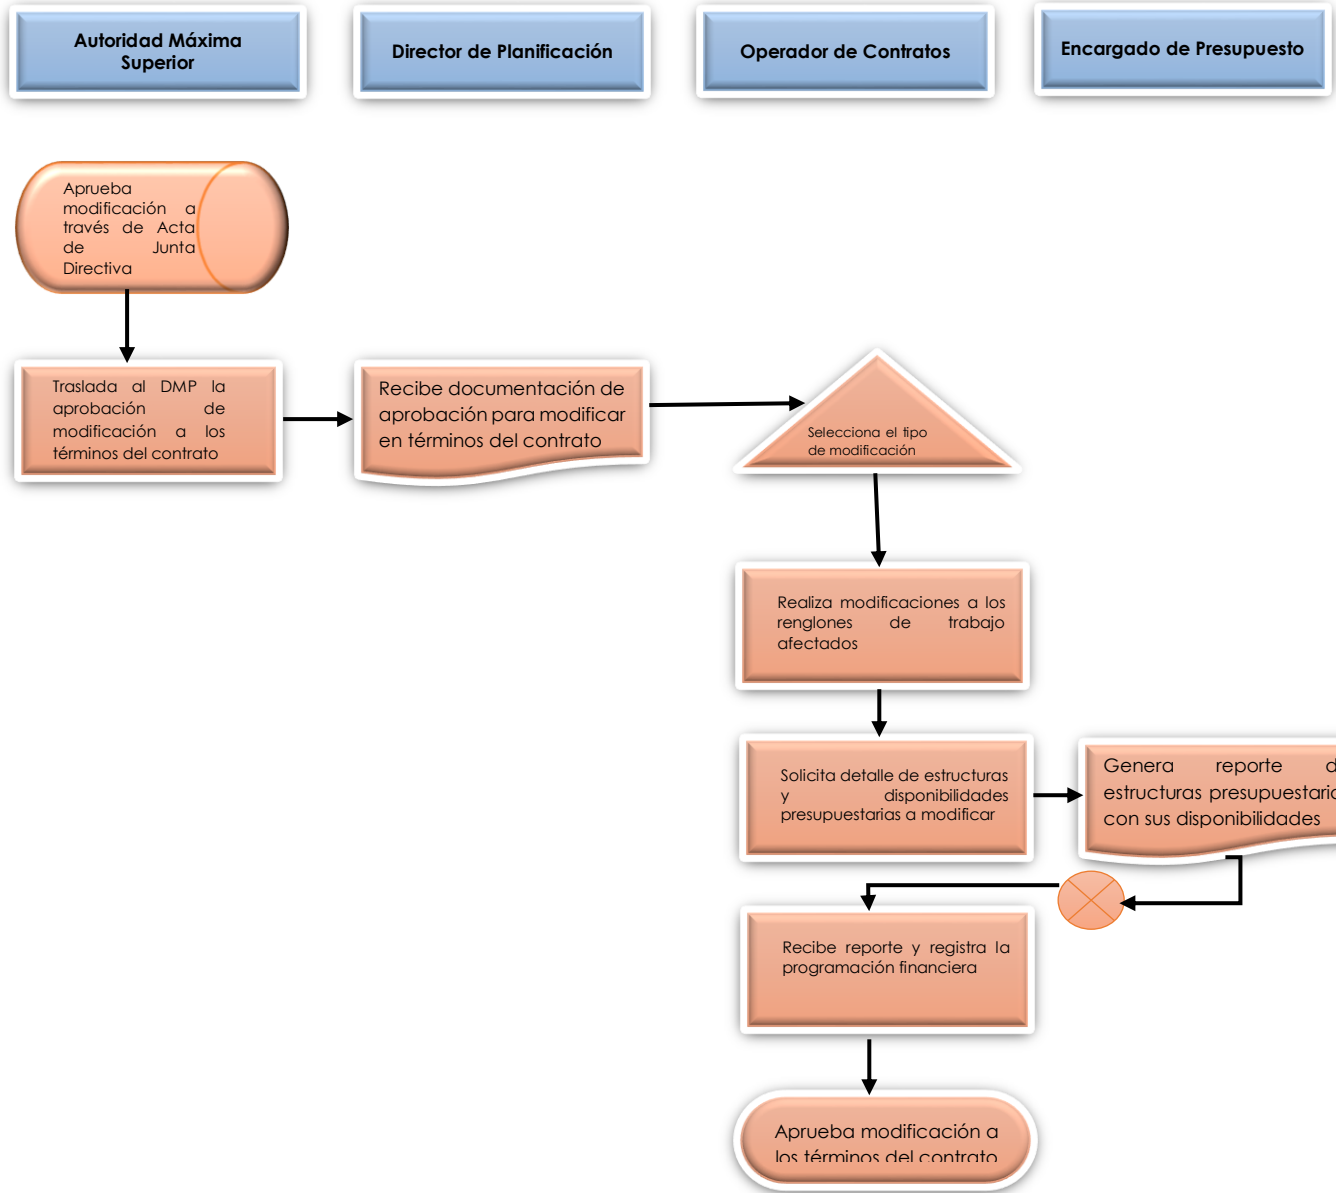 Autoridad Máxima
Superior
Director de Planificación
Operador de Contratos
Encargado de Presupuesto
Aprueba
modificación a
través de Acta
de Junta
Directiva
Traslada al DMP la
aprobación de
modificación a los
términos del contrato
Recibe documentación de
aprobación para modificar
en términos del contrato
Selecciona el tipo
de modificación
Realiza modificaciones a los
renglones de trabajo
afectados
Solicita detalle de estructuras
y disponibilidades
presupuestarias a modificar
Genera reporte
estructuras
con sus disponibilidades
Recibe reporte y registra la
programación financiera
Aprueba modificación a
los términos del contrato